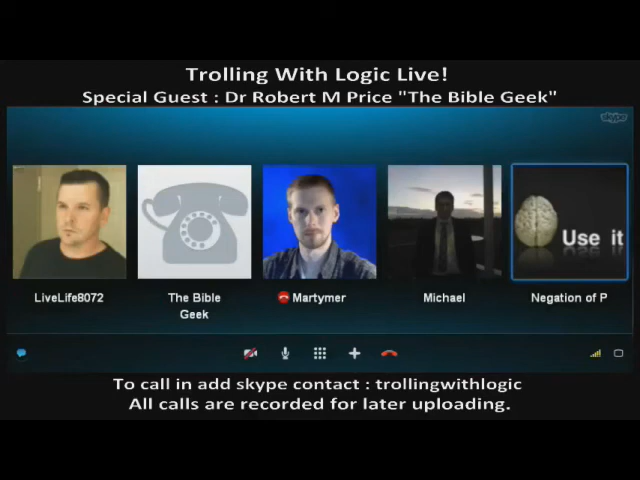 Trolling With Logic Live!
Special Guest : Dr Robert M Price "The Bible Geek"
skype
Use it
LiveLife8072
The Bible
Geek
Martymer
Michael
Negation of P
To call in add skype contact : trollingwithlogic
All calls are recorded for later uploading.